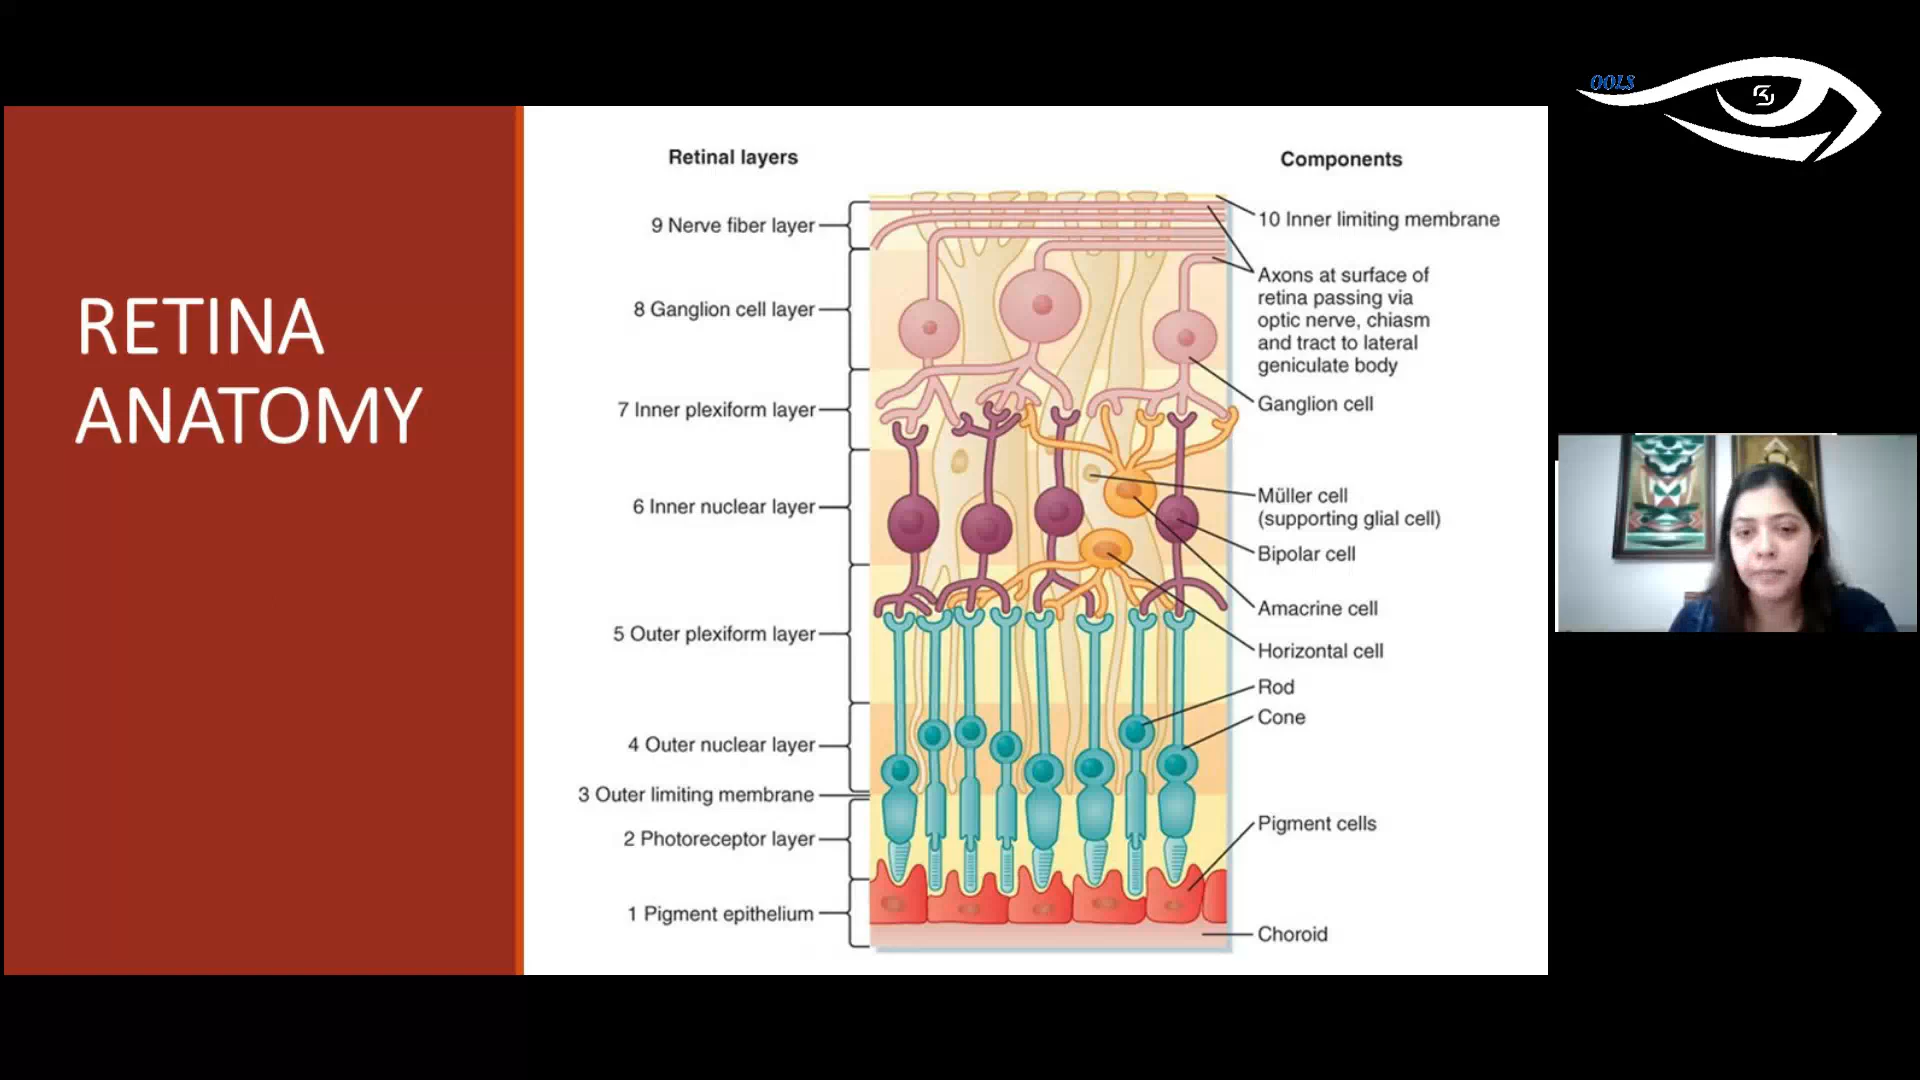 OOLS
RETINA
ANATOMY
Retinal layers
9 Nerve fiber layer
8 Ganglion cell layer
7 Inner plexiform layer
6 Inner nuclear layer
5 Outer plexiform layer
4 Outer nuclear layer
3 Outer limiting membrane
2 Photoreceptor layer
1 Pigment epithelium
Components
10 Inner limiting membrane
Axons at surface of
retina passing via
optic nerve, chiasm
and tract to lateral
geniculate body
Ganglion cell
Müller cell
(supporting glial cell)
Bipolar cell
Amacrine cell
Horizontal cell
Rod
Cone
Pigment cells
Choroid